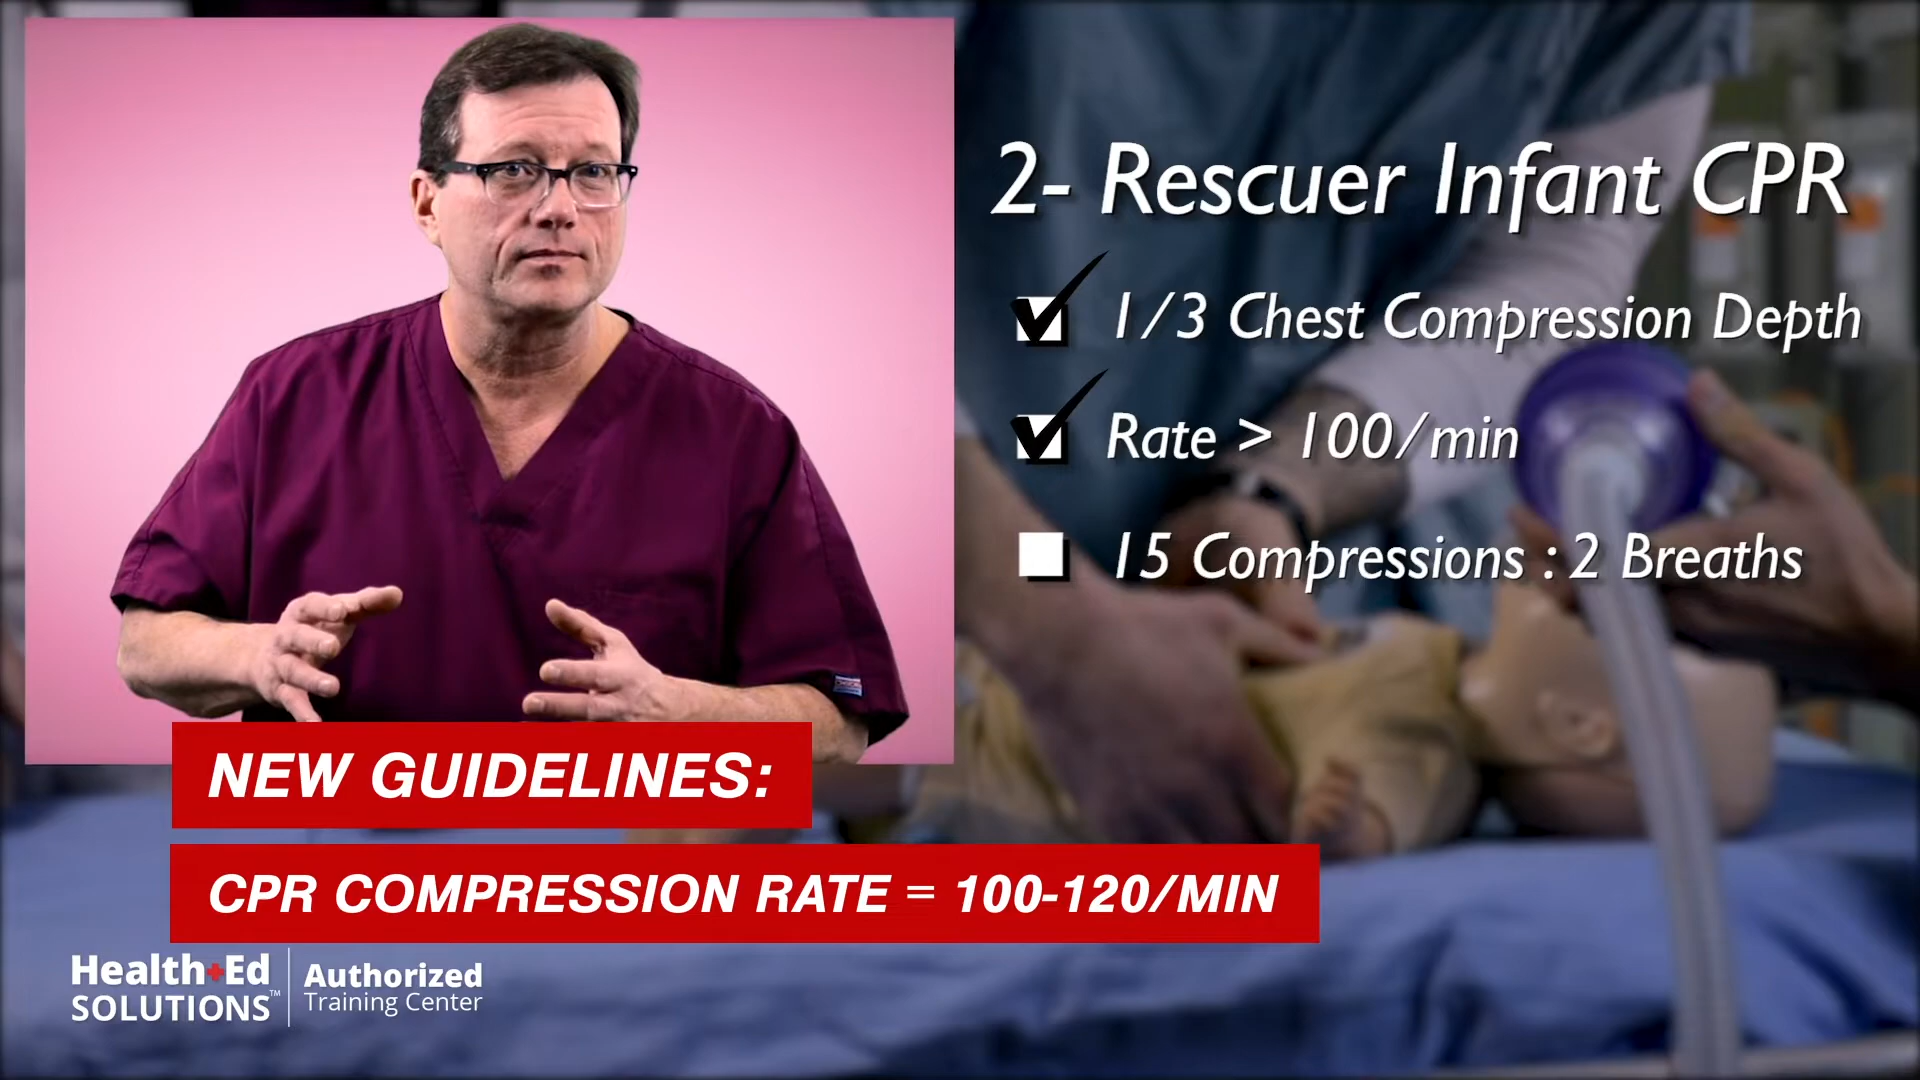 2- Rescuer Infant CPR
1/3 Chest Compression Depth
Rate > 100/min
15 Compressions : 2 Breaths
NEW GUIDELINES:
CPR COMPRESSION RATE = 100-120/MIN
Health+Ed
SOLUTIONS™
Authorized
Training Center